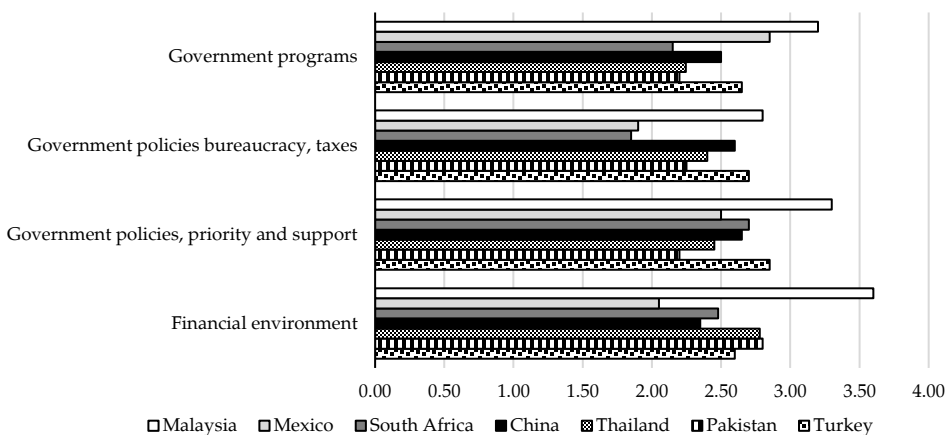 Government programs
Government policies bureaucracy, taxes
Government policies, priority and support
Financial environment
0.00 0.50 1.00 1.50 2.00 2.50 3.00 3.50 4.00
Malaysia Mexico South Africa China Thailand Pakistan Turkey